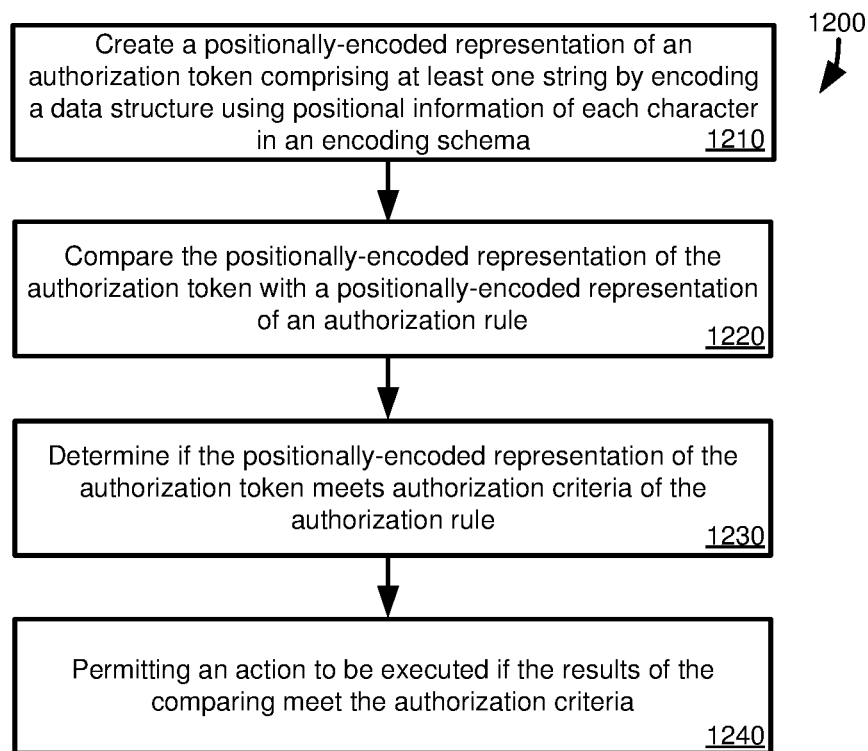 1200
Create a positionally-encoded representation of an
authorization token comprising at least one string by encoding
a data structure using positional information of each character
in an encoding schema
1210
Compare the positionally-encoded representation of the
authorization token with a positionally-encoded representation
of an authorization rule
1220
Determine if the positionally-encoded representation of the
authorization token meets authorization criteria of the
authorization rule
1230
Permitting an action to be executed if the results of the
comparing meet the authorization criteria
1240